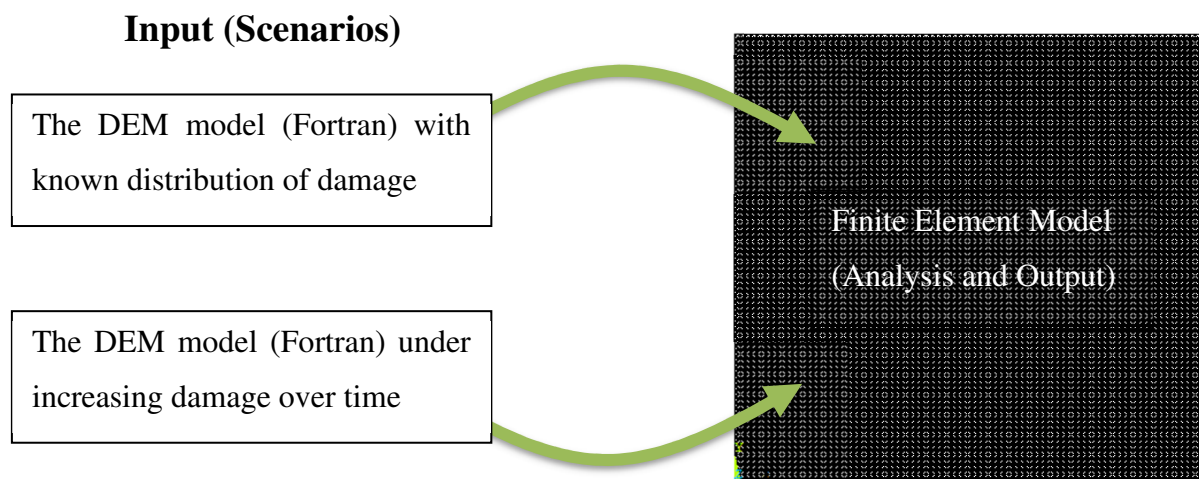 Input (Scenarios)
The DEM model (Fortran) with
known distribution of damage
The DEM model (Fortran) under
increasing damage over time
Finite Element Model
(Analysis and Output)